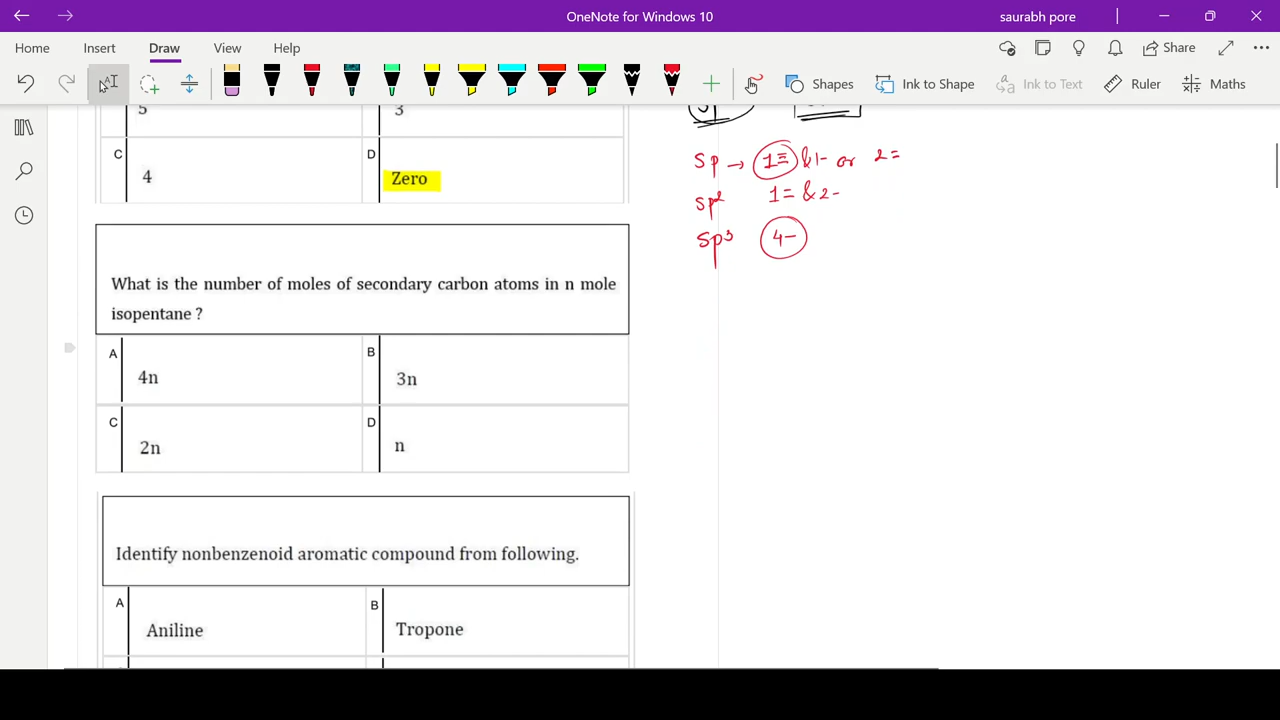 OneNote for Windows 10
saurabh pore
Home Insert Draw View Help
Share
Shapes
Ink to Shape
Ink to Text
Ruler
Maths
5
3
C
4
D
Zero
Sp → 1≡ & 1- or 2=
Sp² 1= & 2-
Sp³ 4-
What is the number of moles of secondary carbon atoms in n mole
isopentane ?
A
4n
B
3n
C
2n
D
n
Identify nonbenzenoid aromatic compound from following.
A
Aniline
B
Tropone